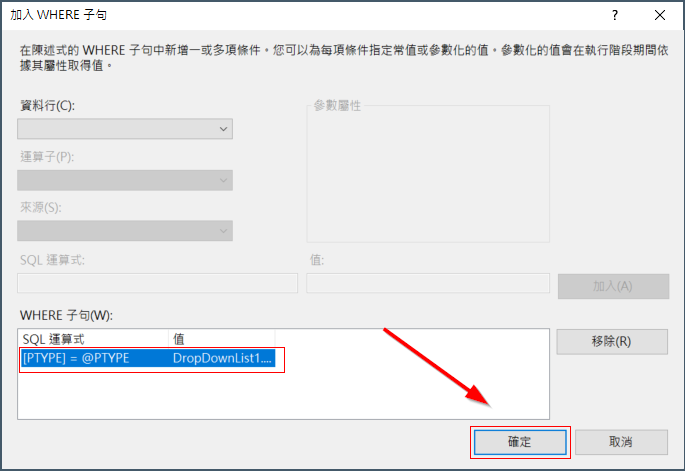 加入 WHERE 子句
在陳述式的 WHERE 子句中新增一或多項條件。您可以為每項條件指定常值或參數化的值。參數化的值會在執行階段期間依
據其屬性取得值。
資料行(C):
參數屬性
運算子(P):
來源(S):
SQL 運算式:
值:
加入(A)
WHERE 子句(W):
SQL 運算式 值
[PTYPE] = @PTYPE DropDownList1....
移除(R)
確定
取消